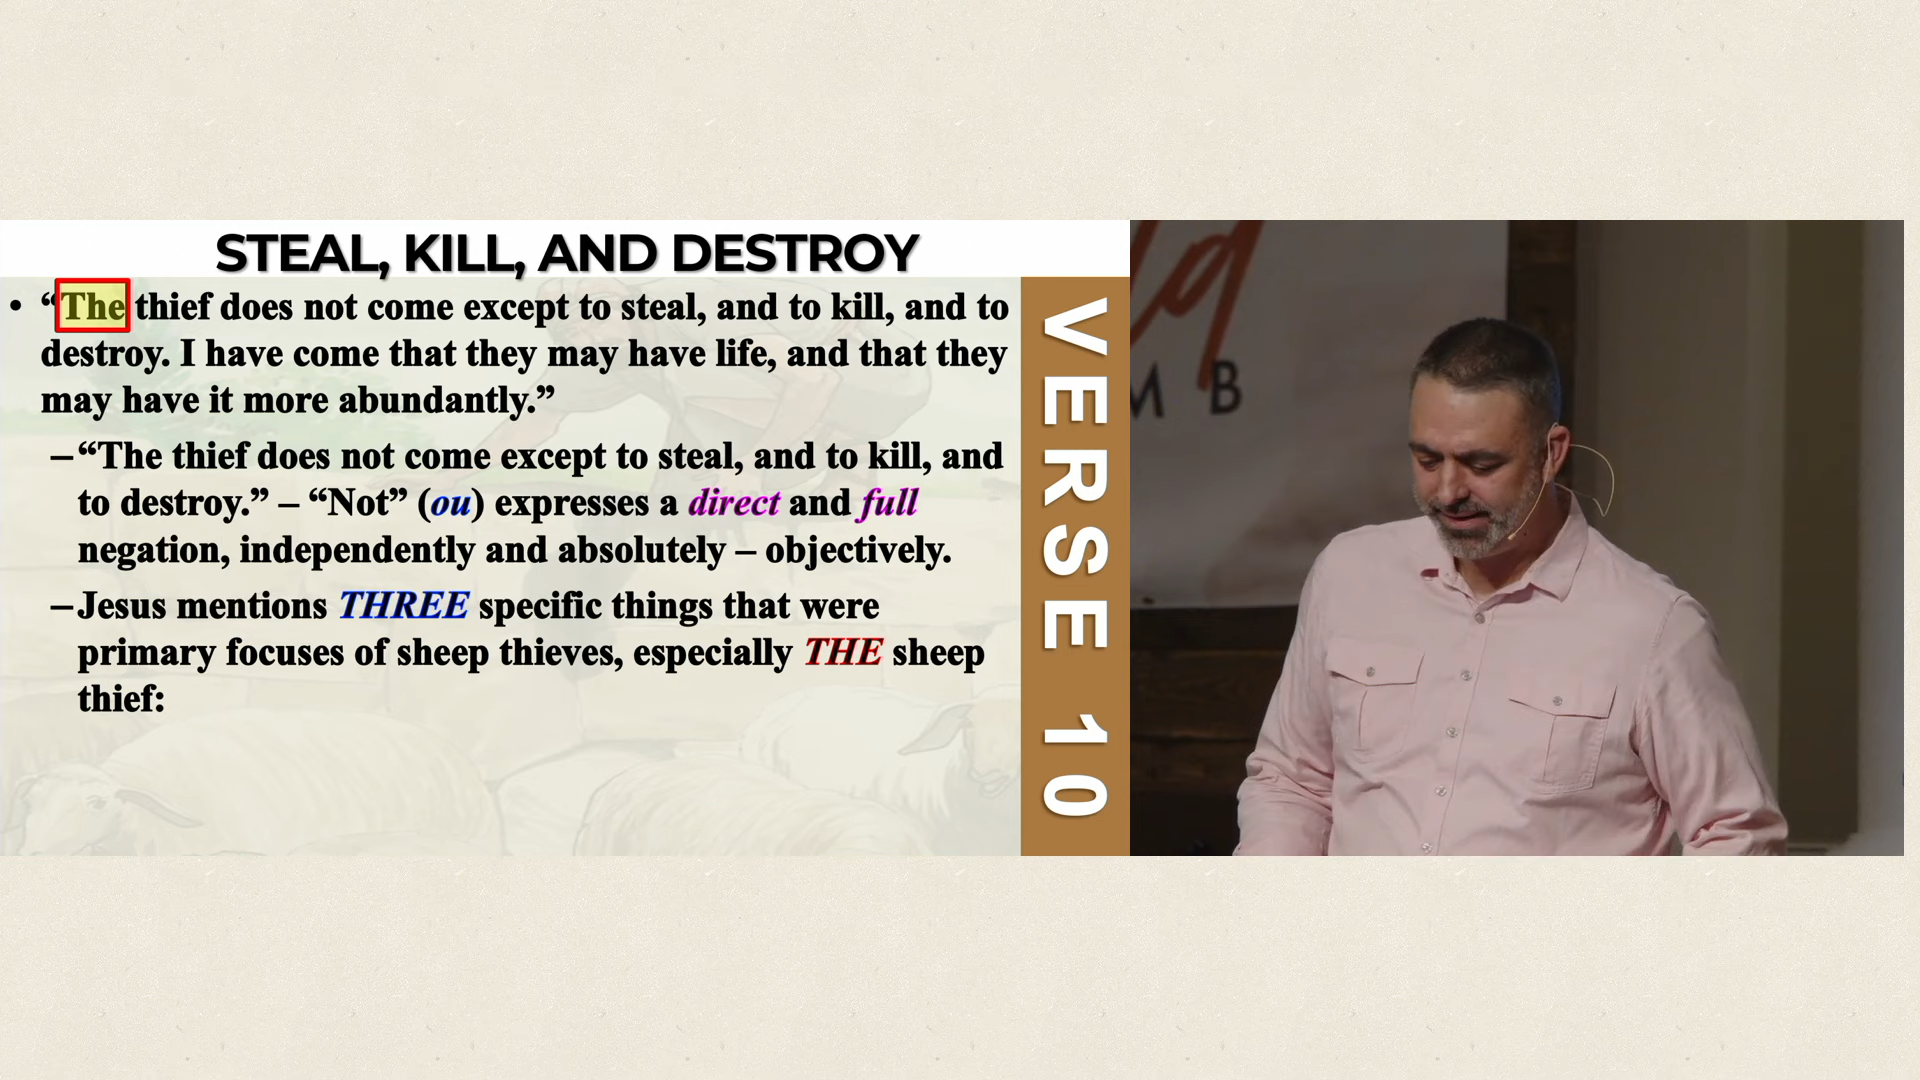 STEAL, KILL, AND DESTROY
• “The thief does not come except to steal, and to kill, and to
destroy. I have come that they may have life, and that they
may have it more abundantly.”
–“The thief does not come except to steal, and to kill, and
to destroy.” – “Not” (ou) expresses a direct and full
negation, independently and absolutely – objectively.
–Jesus mentions THREE specific things that were
primary focuses of sheep thieves, especially THE sheep
thief:
VERSE 10